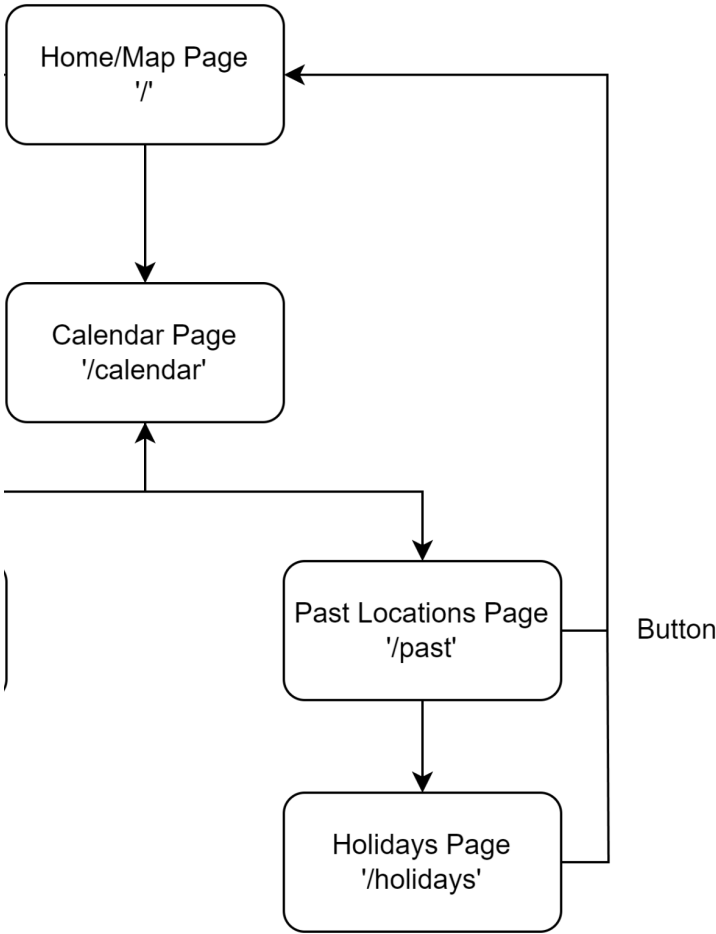 Home/Map Page
'/'
Calendar Page
'/calendar'
Past Locations Page
'/past'
Button
Holidays Page
'/holidays'